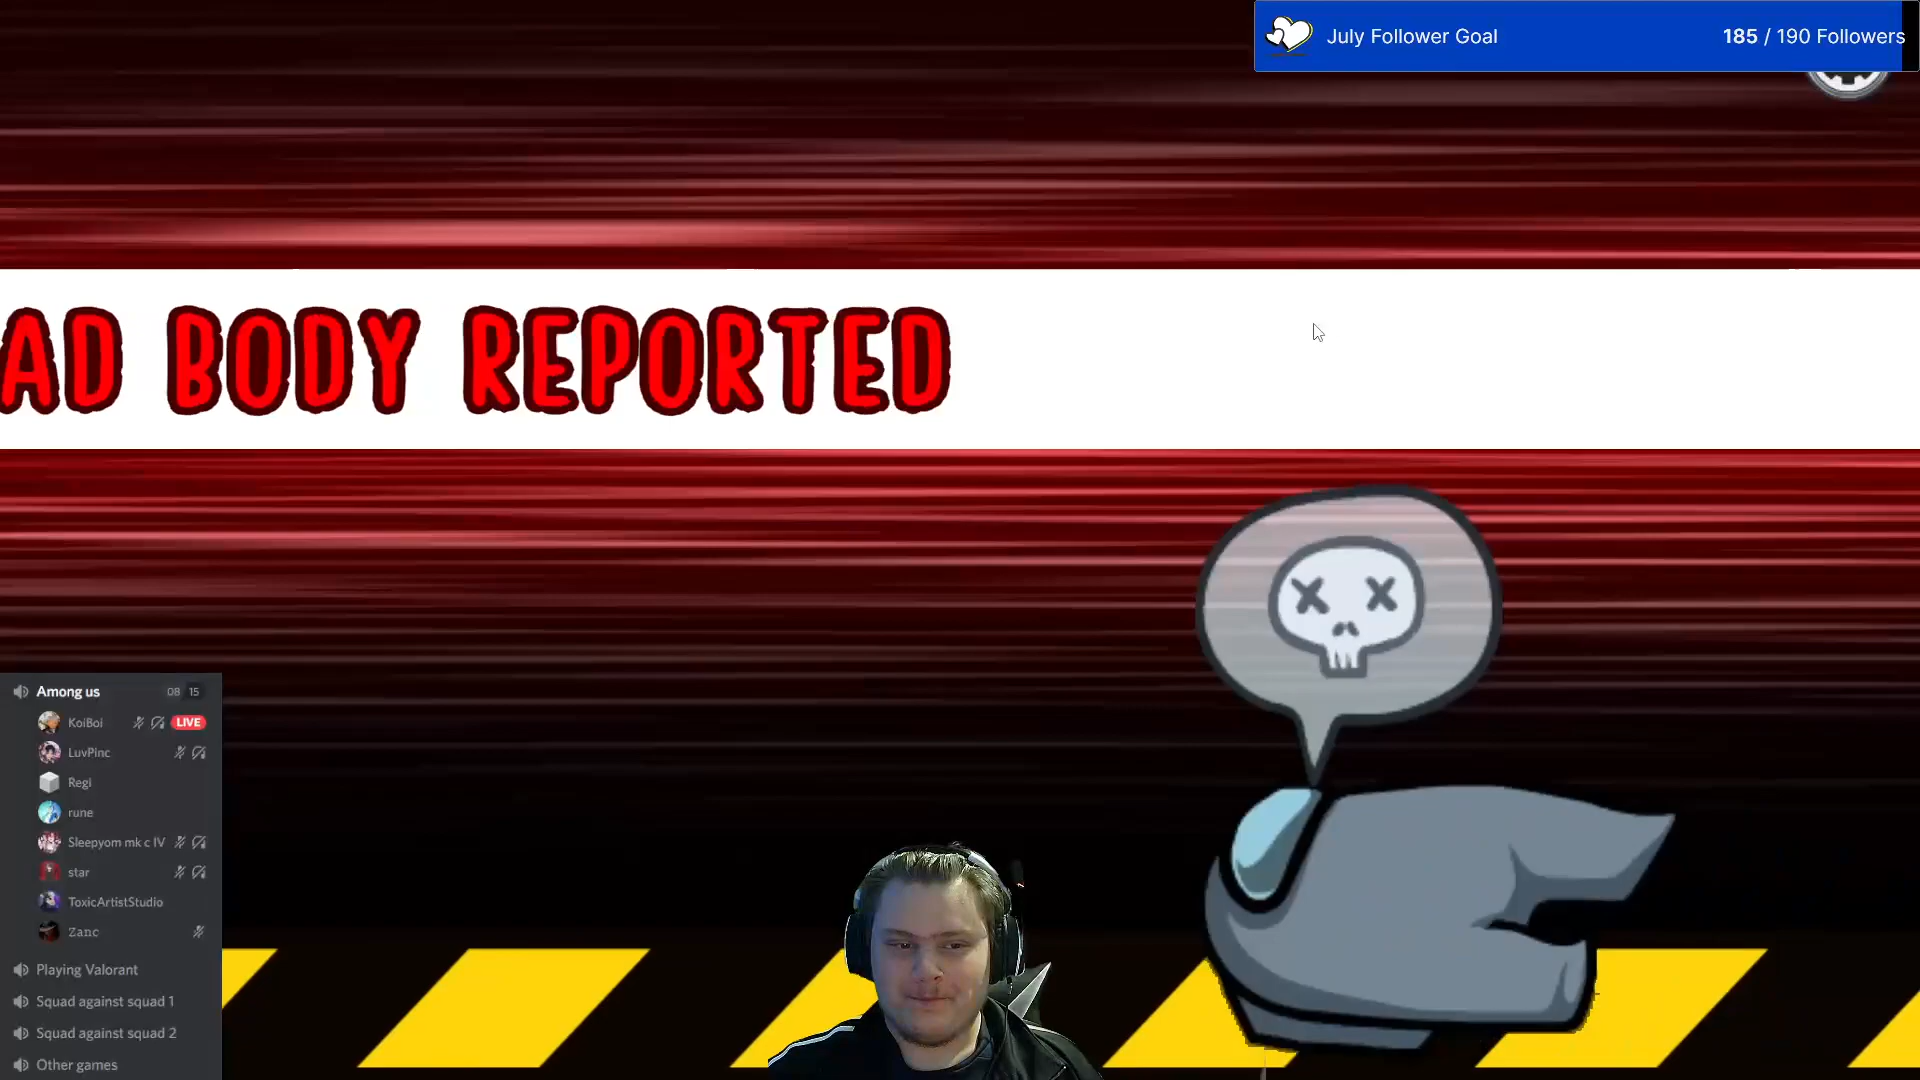 July Follower Goal 185 / 190 Followers
AD BODY REPORTED
Among us 08 15
KoiBoi LIVE
LuvPinc
Regi
rune
Sleepyom mk c IV
star
ToxicArtistStudio
Zanc
Playing Valorant
Squad against squad 1
Squad against squad 2
Other games